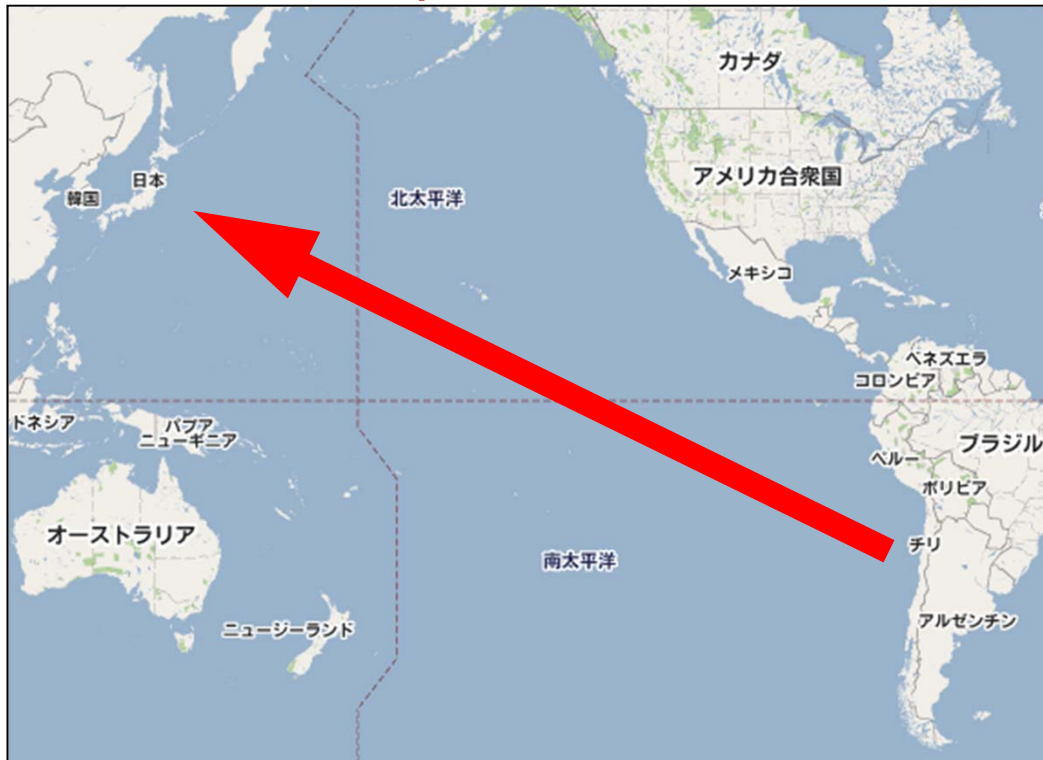 カナダ
日本
韓国
アメリカ合衆国
北太平洋
メキシコ
ベネズエラ
コロンビア
ドネシア
パプア
ニューギニア
ブラジル
ペルー
ボリビア
オーストラリア
チリ
南太平洋
アルゼンチン
ニュージーランド